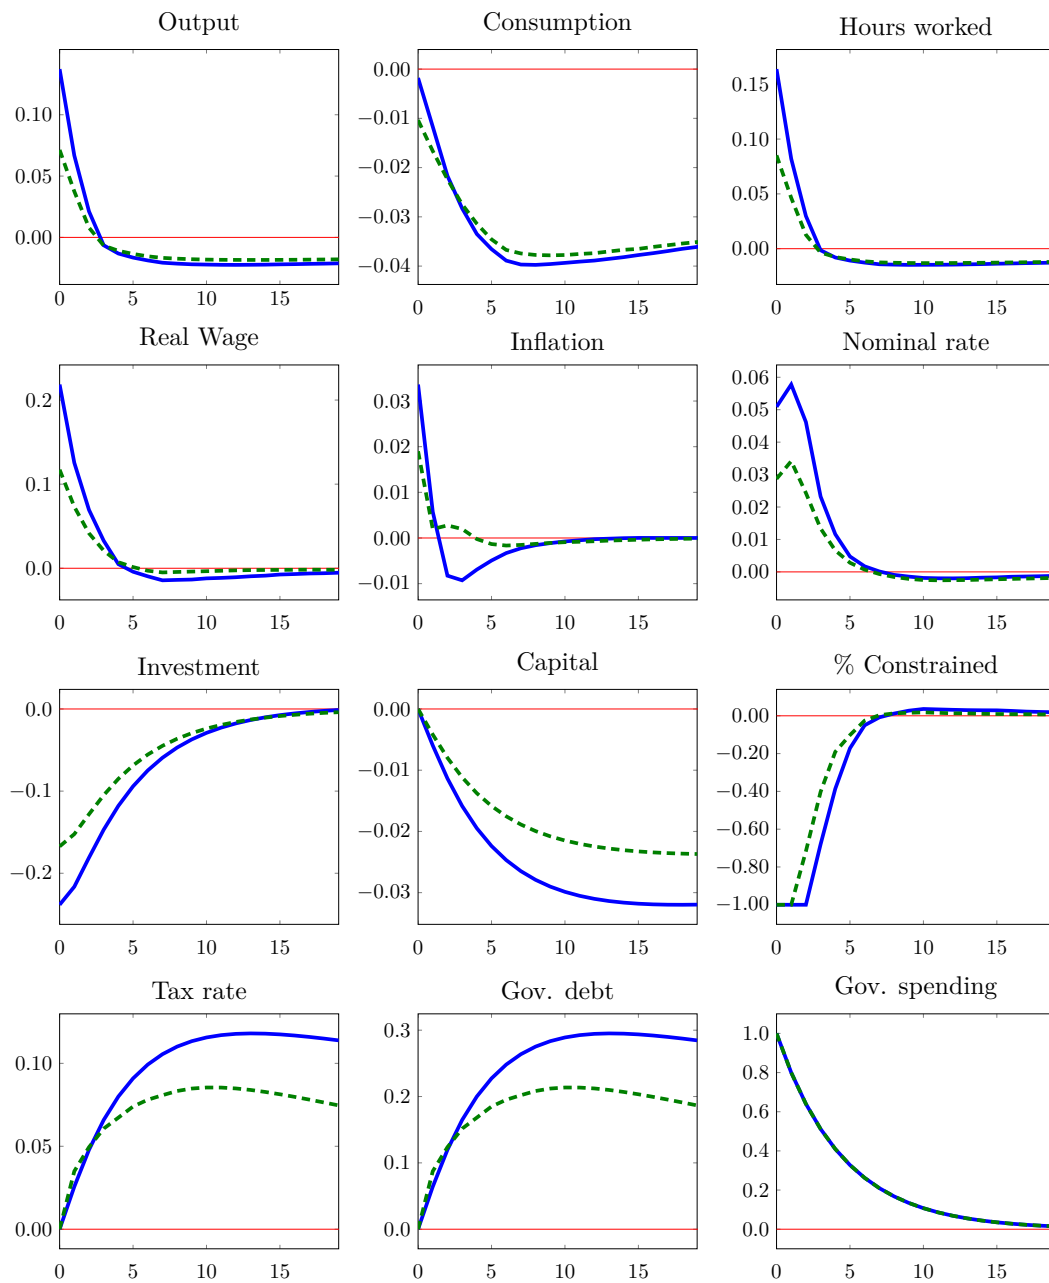 Output
0.10
0.05
0.00
0 5 10 15
Consumption
0.00
−0.01
−0.02
−0.03
−0.04
0 5 10 15
Hours worked
0.15
0.10
0.05
0.00
0 5 10 15
Real Wage
0.2
0.1
0.0
0 5 10 15
Inflation
0.03
0.02
0.01
0.00
−0.01
0 5 10 15
Nominal rate
0.06
0.05
0.04
0.03
0.02
0.01
0.00
0 5 10 15
Investment
0.0
−0.1
−0.2
0 5 10 15
Capital
0.00
−0.01
−0.02
−0.03
0 5 10 15
% Constrained
0.00
−0.20
−0.40
−0.60
−0.80
−1.00
0 5 10 15
Tax rate
0.10
0.05
0.00
0 5 10 15
Gov. debt
0.3
0.2
0.1
0.0
0 5 10 15
Gov. spending
1.0
0.8
0.6
0.4
0.2
0.0
0 5 10 15